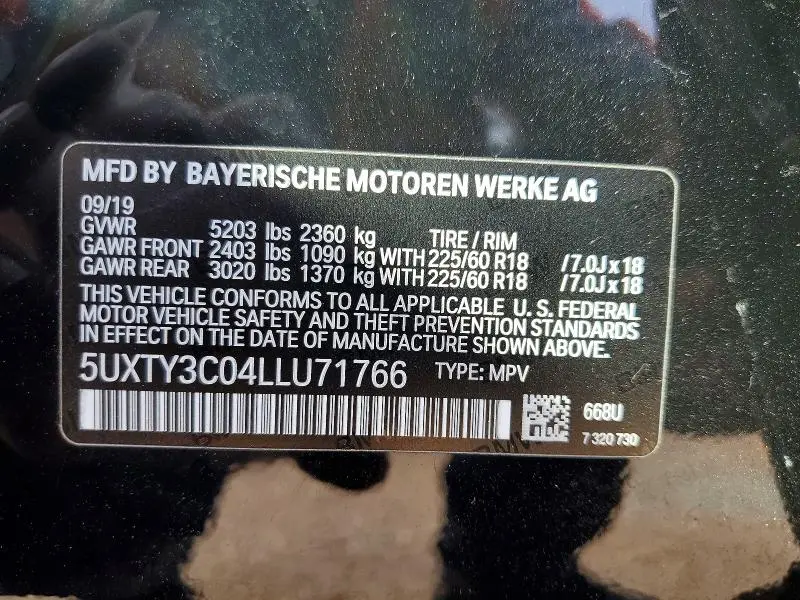 MFD BY BAYERISCHE MOTOREN WERKE AG
09/19
GVWR 5203 lbs 2360 kg TIRE / RIM
GAWR FRONT 2403 lbs 1090 kg WITH 225/60 R18 /7.0J x 18
GAWR REAR 3020 lbs 1370 kg WITH 225/60 R18 /7.0J x 18
THIS VEHICLE CONFORMS TO ALL APPLICABLE U. S. FEDERAL
MOTOR VEHICLE SAFETY AND THEFT PREVENTION STANDARDS
IN EFFECT ON THE DATE OF MANUFACTURE SHOWN ABOVE.
5UXTY3C04LLU71766 TYPE: MPV
668U
7 320 730